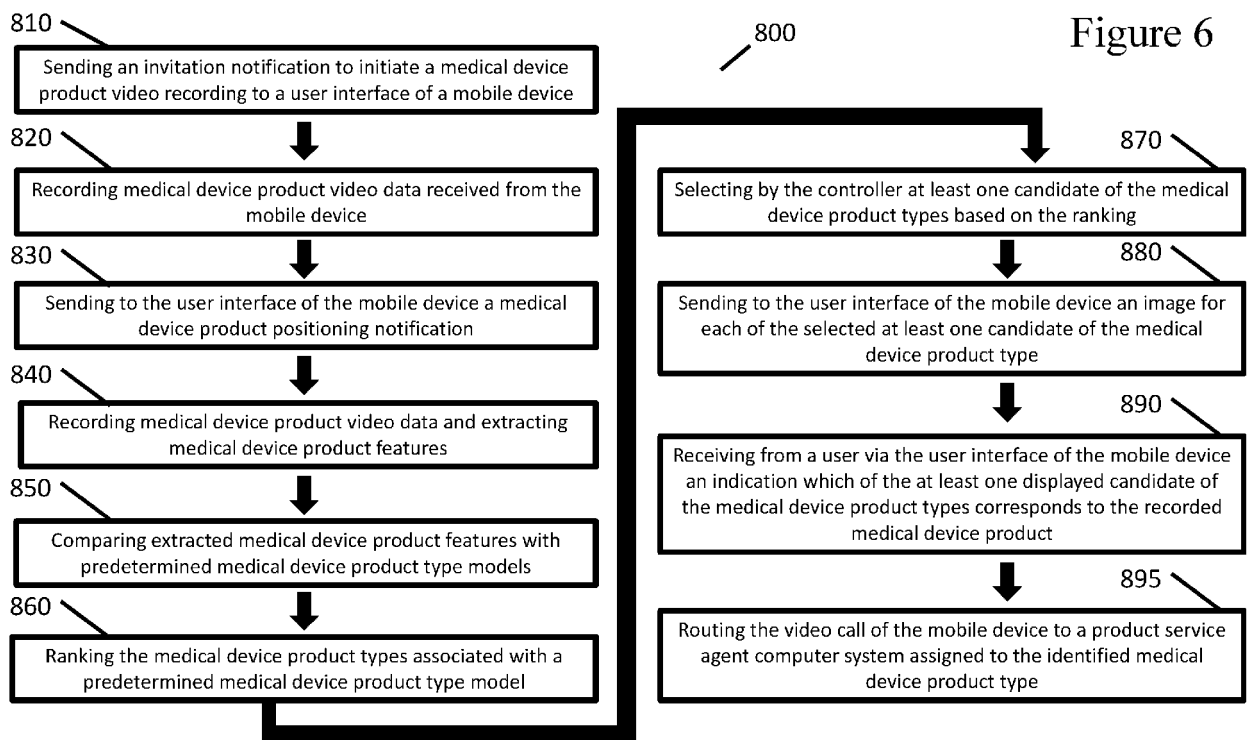 Figure 6
800
810
Sending an invitation notification to initiate a medical device
product video recording to a user interface of a mobile device
820
Recording medical device product video data received from the
mobile device
830
Sending to the user interface of the mobile device a medical
device product positioning notification
840
Recording medical device product video data and extracting
medical device product features
850
Comparing extracted medical device product features with
predetermined medical device product type models
860
Ranking the medical device product types associated with a
predetermined medical device product type model
870
Selecting by the controller at least one candidate of the medical
device product types based on the ranking
880
Sending to the user interface of the mobile device an image for
each of the selected at least one candidate of the medical
device product type
890
Receiving from a user via the user interface of the mobile device
an indication which of the at least one displayed candidate of
the medical device product types corresponds to the recorded
medical device product
895
Routing the video call of the mobile device to a product service
agent computer system assigned to the identified medical
device product type